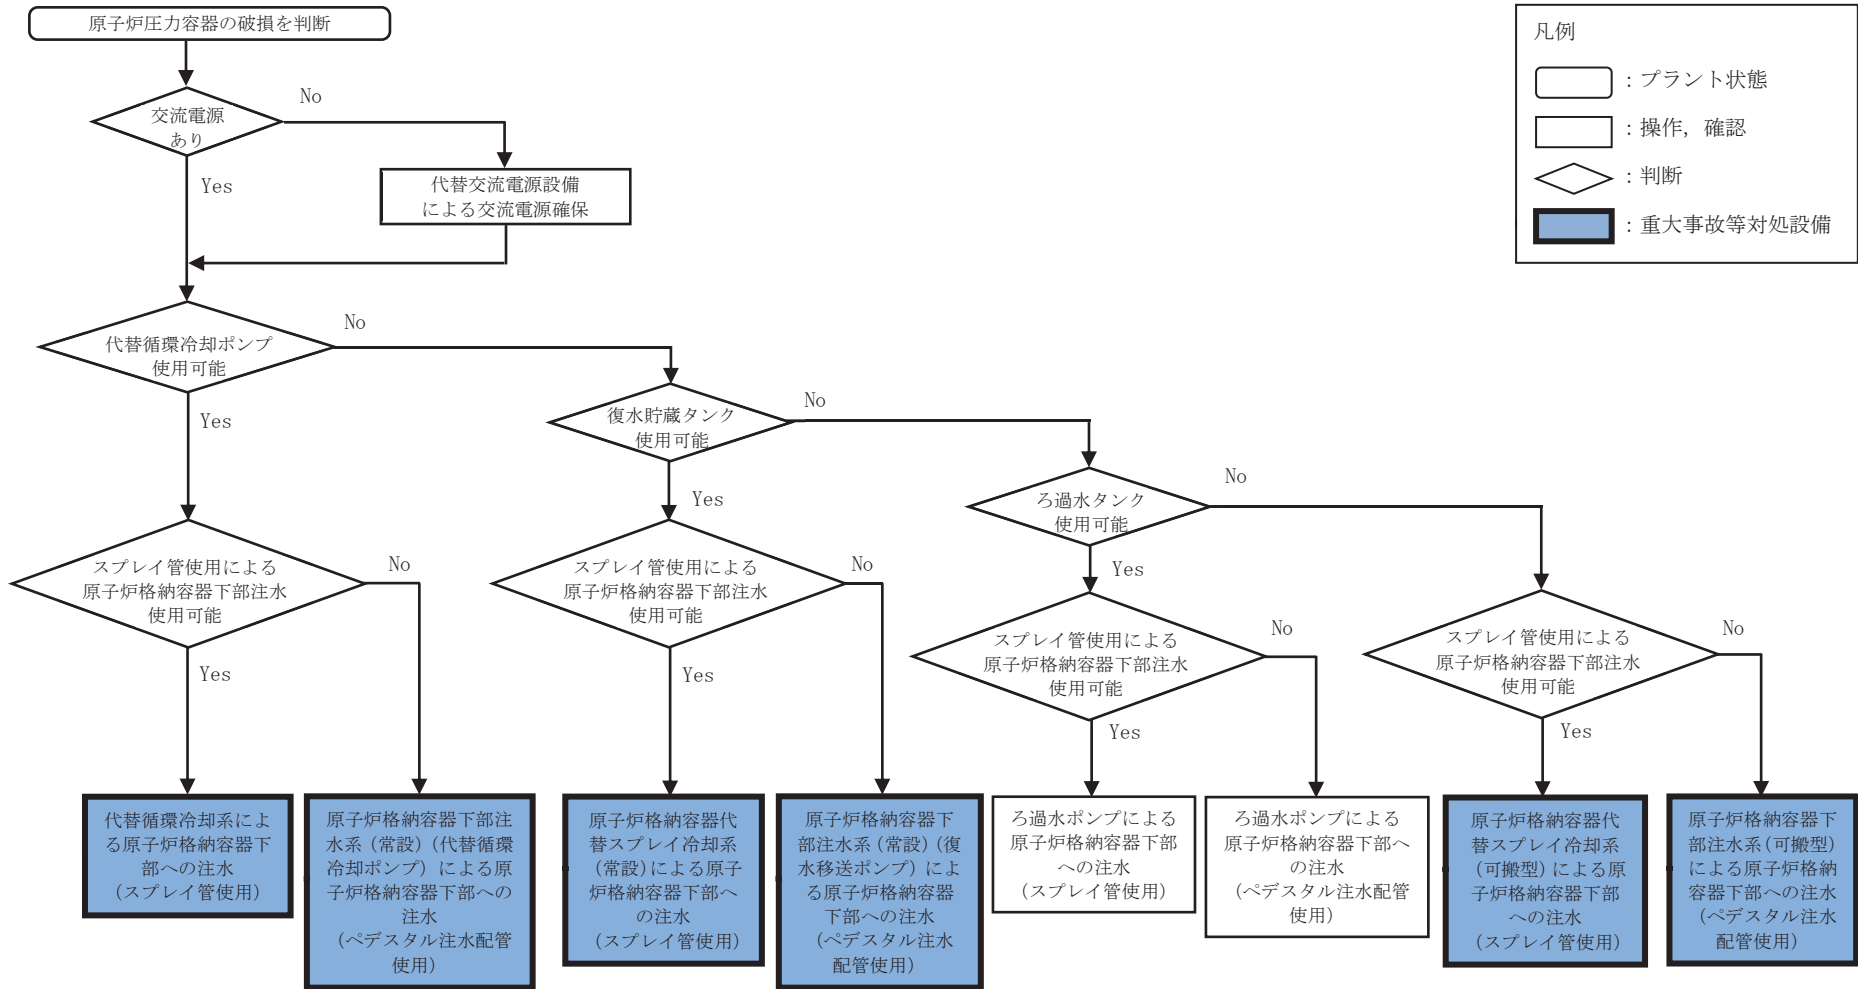 原子炉圧力容器の破損を判断
凡例
：プラント状態
：操作，確認
：判断
：重大事故等対処設備
交流電源
あり
No
Yes
代替交流電源設備
による交流電源確保
代替循環冷却ポンプ
使用可能
No
Yes
復水貯蔵タンク
使用可能
No
Yes
ろ過水タンク
使用可能
No
Yes
スプレイ管使用による
原子炉格納容器下部注水
使用可能
No
Yes
スプレイ管使用による
原子炉格納容器下部注水
使用可能
No
Yes
スプレイ管使用による
原子炉格納容器下部注水
使用可能
No
Yes
スプレイ管使用による
原子炉格納容器下部注水
使用可能
No
Yes
代替循環冷却系によ
る原子炉格納容器下
部への注水
（スプレイ管使用）
原子炉格納容器下部注
水系（常設）（代替循環
冷却ポンプ）による原
子炉格納容器下部への
注水
（ペデスタル注水配管
使用）
原子炉格納容器代
替スプレイ冷却系
（常設）による原子
炉格納容器下部へ
の注水
（スプレイ管使用）
原子炉格納容器下
部注水系（常設）（復
水移送ポンプ）によ
る原子炉格納容器
下部への注水
（ペデスタル注水
配管使用）
ろ過水ポンプによる
原子炉格納容器下部
への注水
（スプレイ管使用）
ろ過水ポンプによる
原子炉格納容器下部へ
の注水
（ペデスタル注水配管
使用）
原子炉格納容器代
替スプレイ冷却系
（可搬型）による原
子炉格納容器下部
への注水
（スプレイ管使用）
原子炉格納容器下
部注水系（可搬型）
による原子炉格納
容器下部への注水
（ペデスタル注水
配管使用）